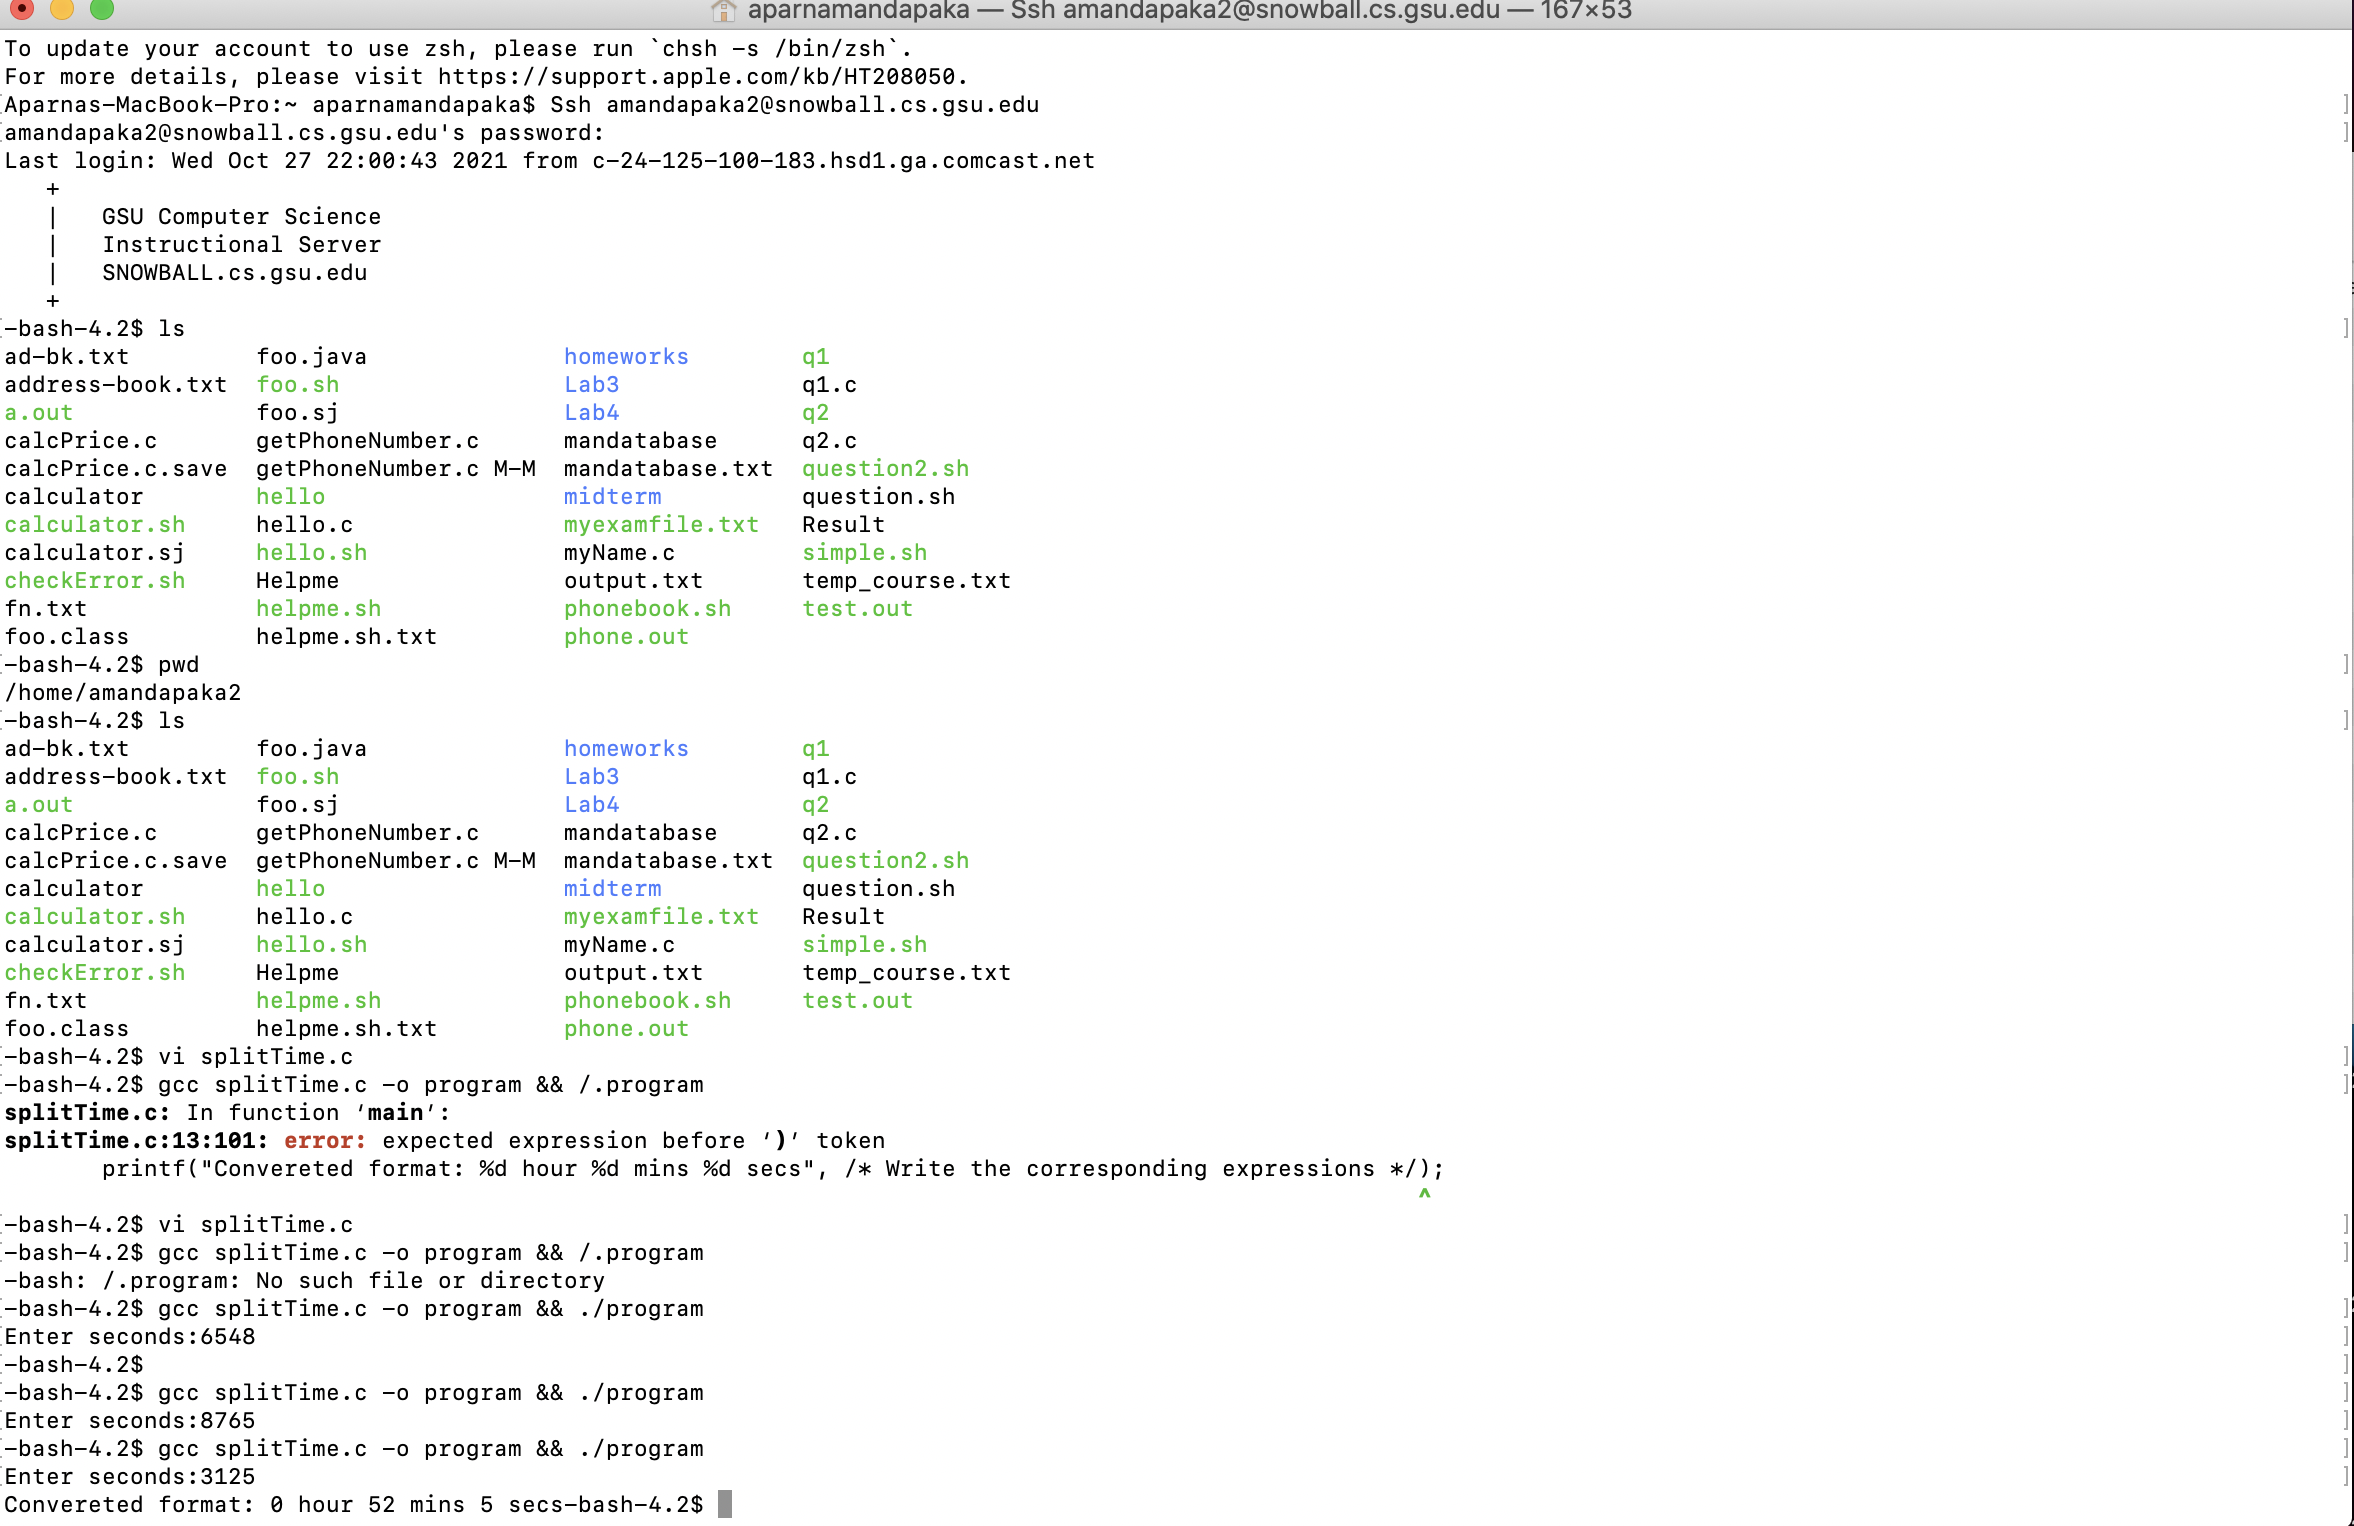 aparnamandapaka — Ssh amandapaka2@snowball.cs.gsu.edu — 167×53
To update your account to use zsh, please run `chsh -s /bin/zsh`.
For more details, please visit https://support.apple.com/kb/HT208050.
Aparnas-MacBook-Pro:~ aparnamandapaka$ Ssh amandapaka2@snowball.cs.gsu.edu
amandapaka2@snowball.cs.gsu.edu's password:
Last login: Wed Oct 27 22:00:43 2021 from c-24-125-100-183.hsd1.ga.comcast.net
+
| GSU Computer Science
| Instructional Server
| SNOWBALL.cs.gsu.edu
+
-bash-4.2$ ls
ad-bk.txt foo.java homeworks q1
address-book.txt foo.sh Lab3 q1.c
a.out foo.sj Lab4 q2
calcPrice.c getPhoneNumber.c mandatabase q2.c
calcPrice.c.save getPhoneNumber.c M-M mandatabase.txt question2.sh
calculator hello midterm question.sh
calculator.sh hello.c myexamfile.txt Result
calculator.sj hello.sh myName.c simple.sh
checkError.sh Helpme output.txt temp_course.txt
fn.txt helpme.sh phonebook.sh test.out
foo.class helpme.sh.txt phone.out
-bash-4.2$ pwd
/home/amandapaka2
-bash-4.2$ ls
ad-bk.txt foo.java homeworks q1
address-book.txt foo.sh Lab3 q1.c
a.out foo.sj Lab4 q2
calcPrice.c getPhoneNumber.c mandatabase q2.c
calcPrice.c.save getPhoneNumber.c M-M mandatabase.txt question2.sh
calculator hello midterm question.sh
calculator.sh hello.c myexamfile.txt Result
calculator.sj hello.sh myName.c simple.sh
checkError.sh Helpme output.txt temp_course.txt
fn.txt helpme.sh phonebook.sh test.out
foo.class helpme.sh.txt phone.out
-bash-4.2$ vi splitTime.c
-bash-4.2$ gcc splitTime.c -o program && /.program
splitTime.c: In function ‘main’:
splitTime.c:13:101: error: expected expression before ‘)’ token
printf("Convereted format: %d hour %d mins %d secs", /* Write the corresponding expressions */);
^
-bash-4.2$ vi splitTime.c
-bash-4.2$ gcc splitTime.c -o program && /.program
-bash: /.program: No such file or directory
-bash-4.2$ gcc splitTime.c -o program && ./program
Enter seconds:6548
-bash-4.2$
-bash-4.2$ gcc splitTime.c -o program && ./program
Enter seconds:8765
-bash-4.2$ gcc splitTime.c -o program && ./program
Enter seconds:3125
Convereted format: 0 hour 52 mins 5 secs-bash-4.2$